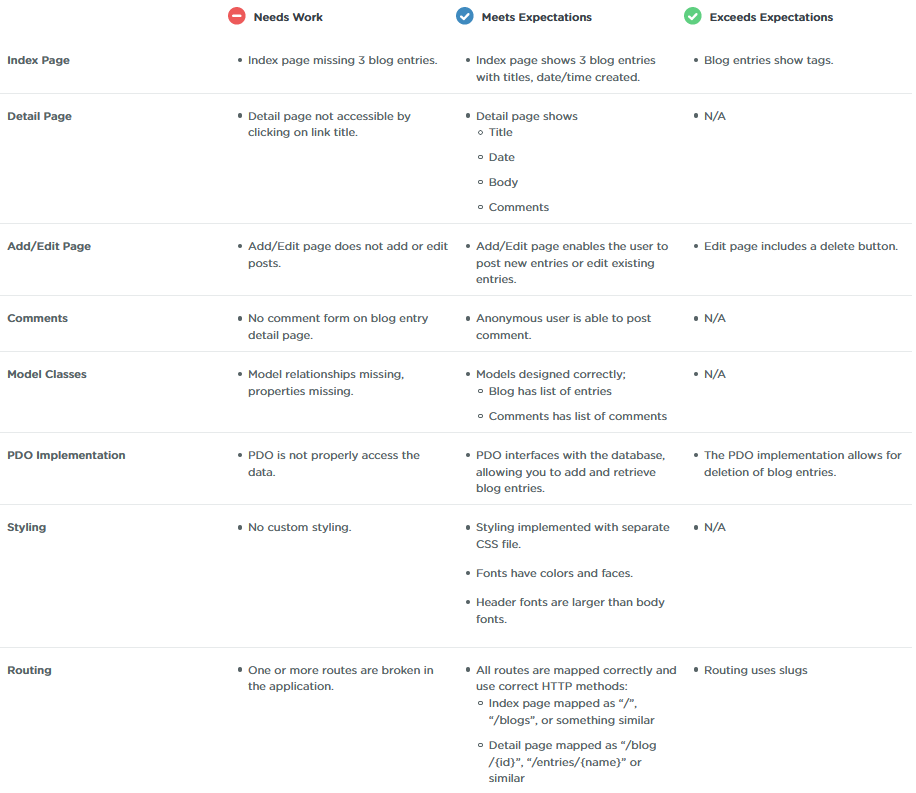 Needs Work
Meets Expectations
Exceeds Expectations
Index Page
Index page missing 3 blog entries.
Index page shows 3 blog entries
with titles, date/time created.
Blog entries show tags.
Detail Page
Detail page not accessible by
clicking on link title.
Detail page shows
Title
Date
Body
Comments
N/A
Add/Edit Page
Add/Edit page does not add or edit
posts.
Add/Edit page enables the user to
post new entries or edit existing
entries.
Edit page includes a delete button.
Comments
No comment form on blog entry
detail page.
Anonymous user is able to post
comment.
N/A
Model Classes
Model relationships missing,
properties missing.
Models designed correctly;
Blog has list of entries
Comments has list of comments
N/A
PDO Implementation
PDO is not properly access the
data.
PDO interfaces with the database,
allowing you to add and retrieve
blog entries.
The PDO implementation allows for
deletion of blog entries.
Styling
No custom styling.
Styling implemented with separate
CSS file.
Fonts have colors and faces.
Header fonts are larger than body
fonts.
N/A
Routing
One or more routes are broken in
the application.
All routes are mapped correctly and
use correct HTTP methods:
Index page mapped as “/”,
“/blogs”, or something similar
Detail page mapped as “/blog
/{id}”, “/entries/{name}” or
similar
Routing uses slugs